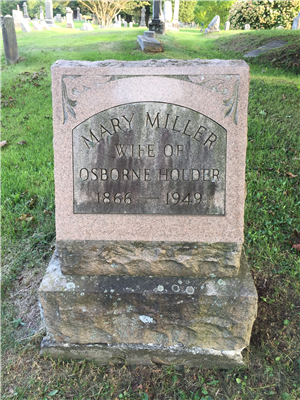 MARY MILLER
WIFE OF
OSBORNE HOLDER
1866 — 1949